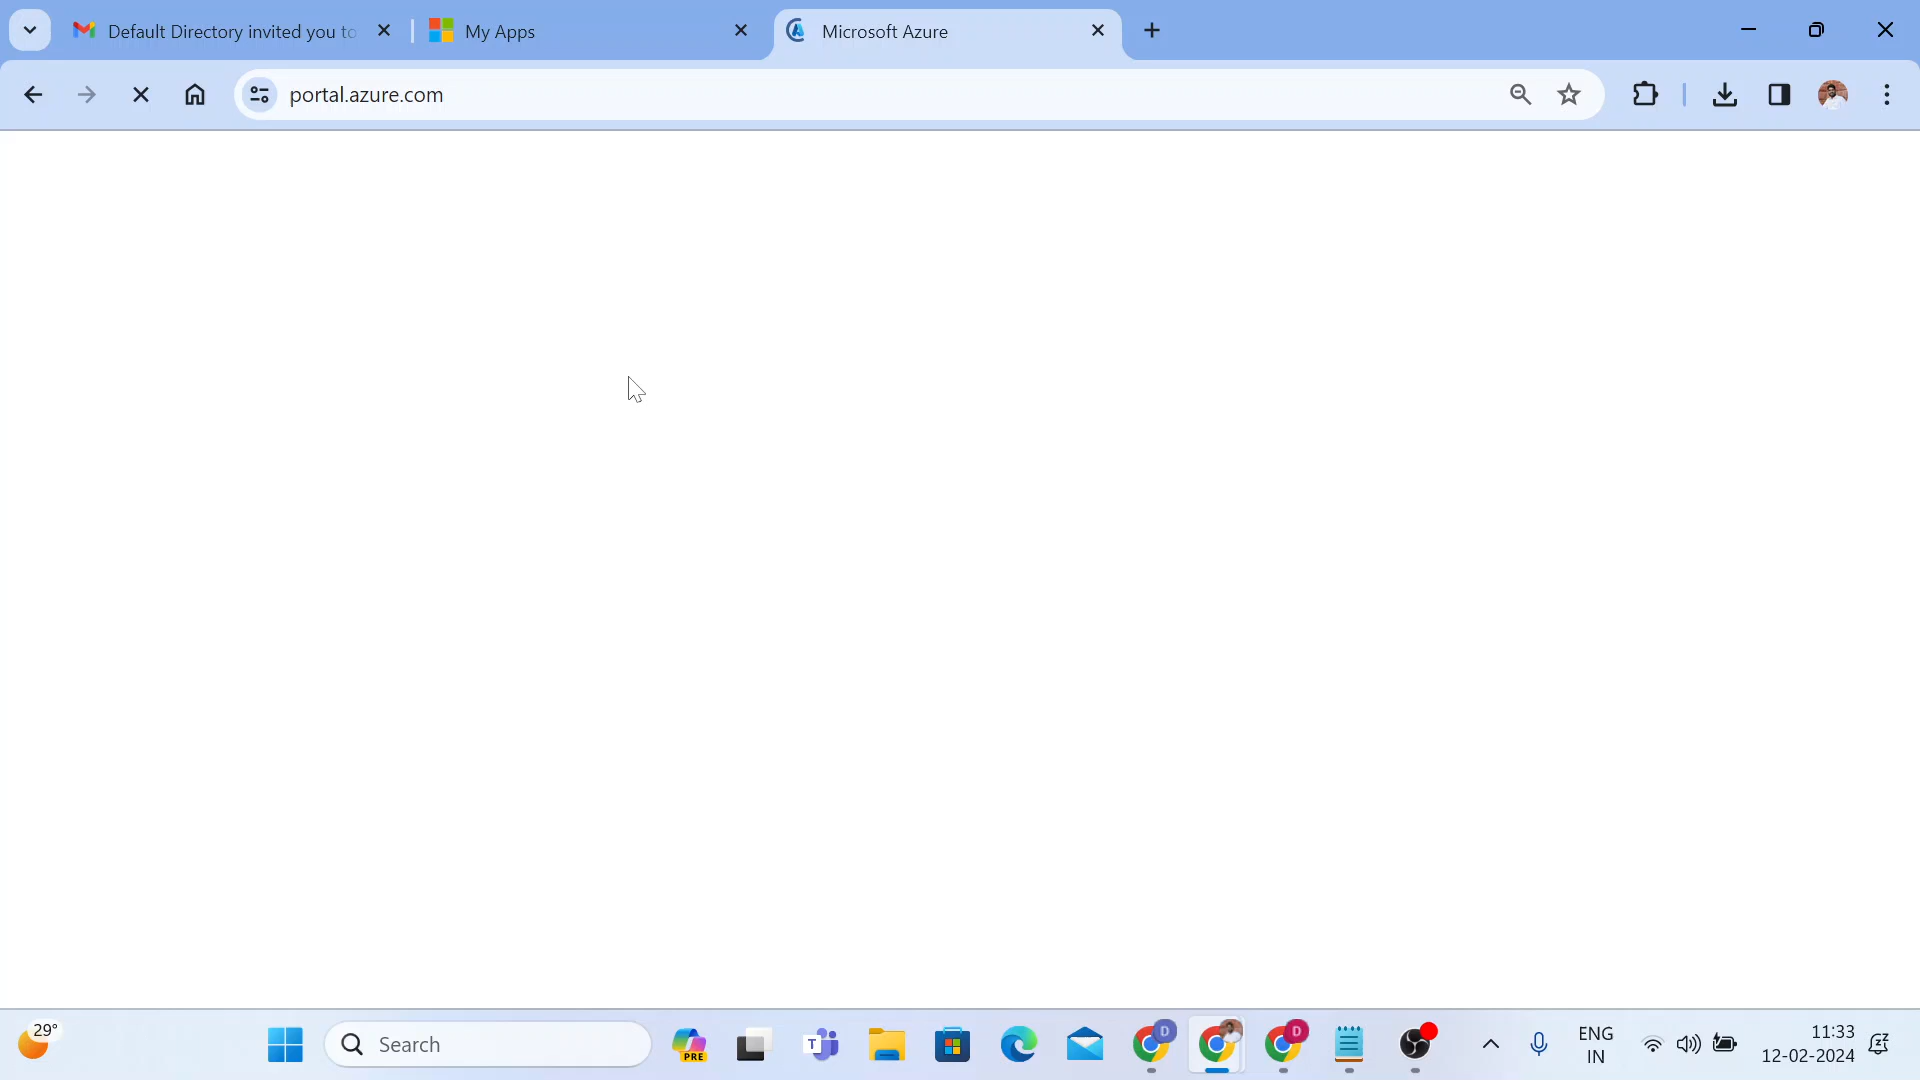 Default Directory invited you to
My Apps
Microsoft Azure
portal.azure.com
29°
Search
PRE
T
D
D
ENG
IN
11:33
12-02-2024